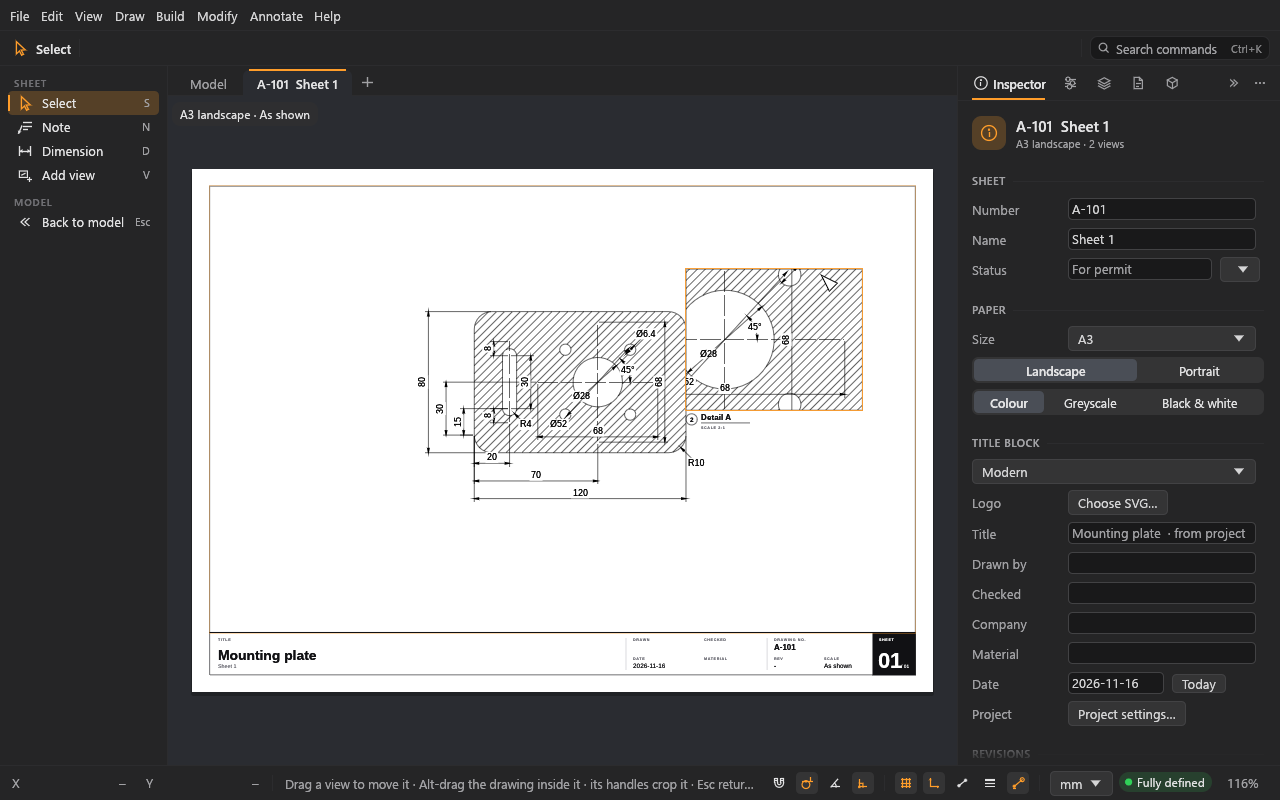 File Edit View Draw Build Modify Annotate Help
Select
Search commands Ctrl+K
SHEET
Select S
Note N
Dimension D
Add view V
MODEL
Back to model Esc
Model
A-101 Sheet 1
A3 landscape · As shown
Ø6.4
45°
68
Ø28
Ø52
68
R4
R10
8
30
8
80
30
15
20
70
120
45°
68
Ø28
52
68
2 Detail A
SCALE 2:1
TITLE
Mounting plate
Sheet 1
DRAWN
CHECKED
DATE
2026-11-16
MATERIAL
DRAWING NO.
A-101
REV
-
SCALE
As shown
SHEET
01
Inspector
A-101 Sheet 1
A3 landscape · 2 views
SHEET
Number A-101
Name Sheet 1
Status For permit
PAPER
Size A3
Landscape Portrait
Colour Greyscale Black & white
TITLE BLOCK
Modern
Logo Choose SVG...
Title Mounting plate · from project
Drawn by
Checked
Company
Material
Date 2026-11-16 Today
Project Project settings...
REVISIONS
X – Y –
Drag a view to move it · Alt-drag the drawing inside it · its handles crop it · Esc retur...
mm
Fully defined
116%